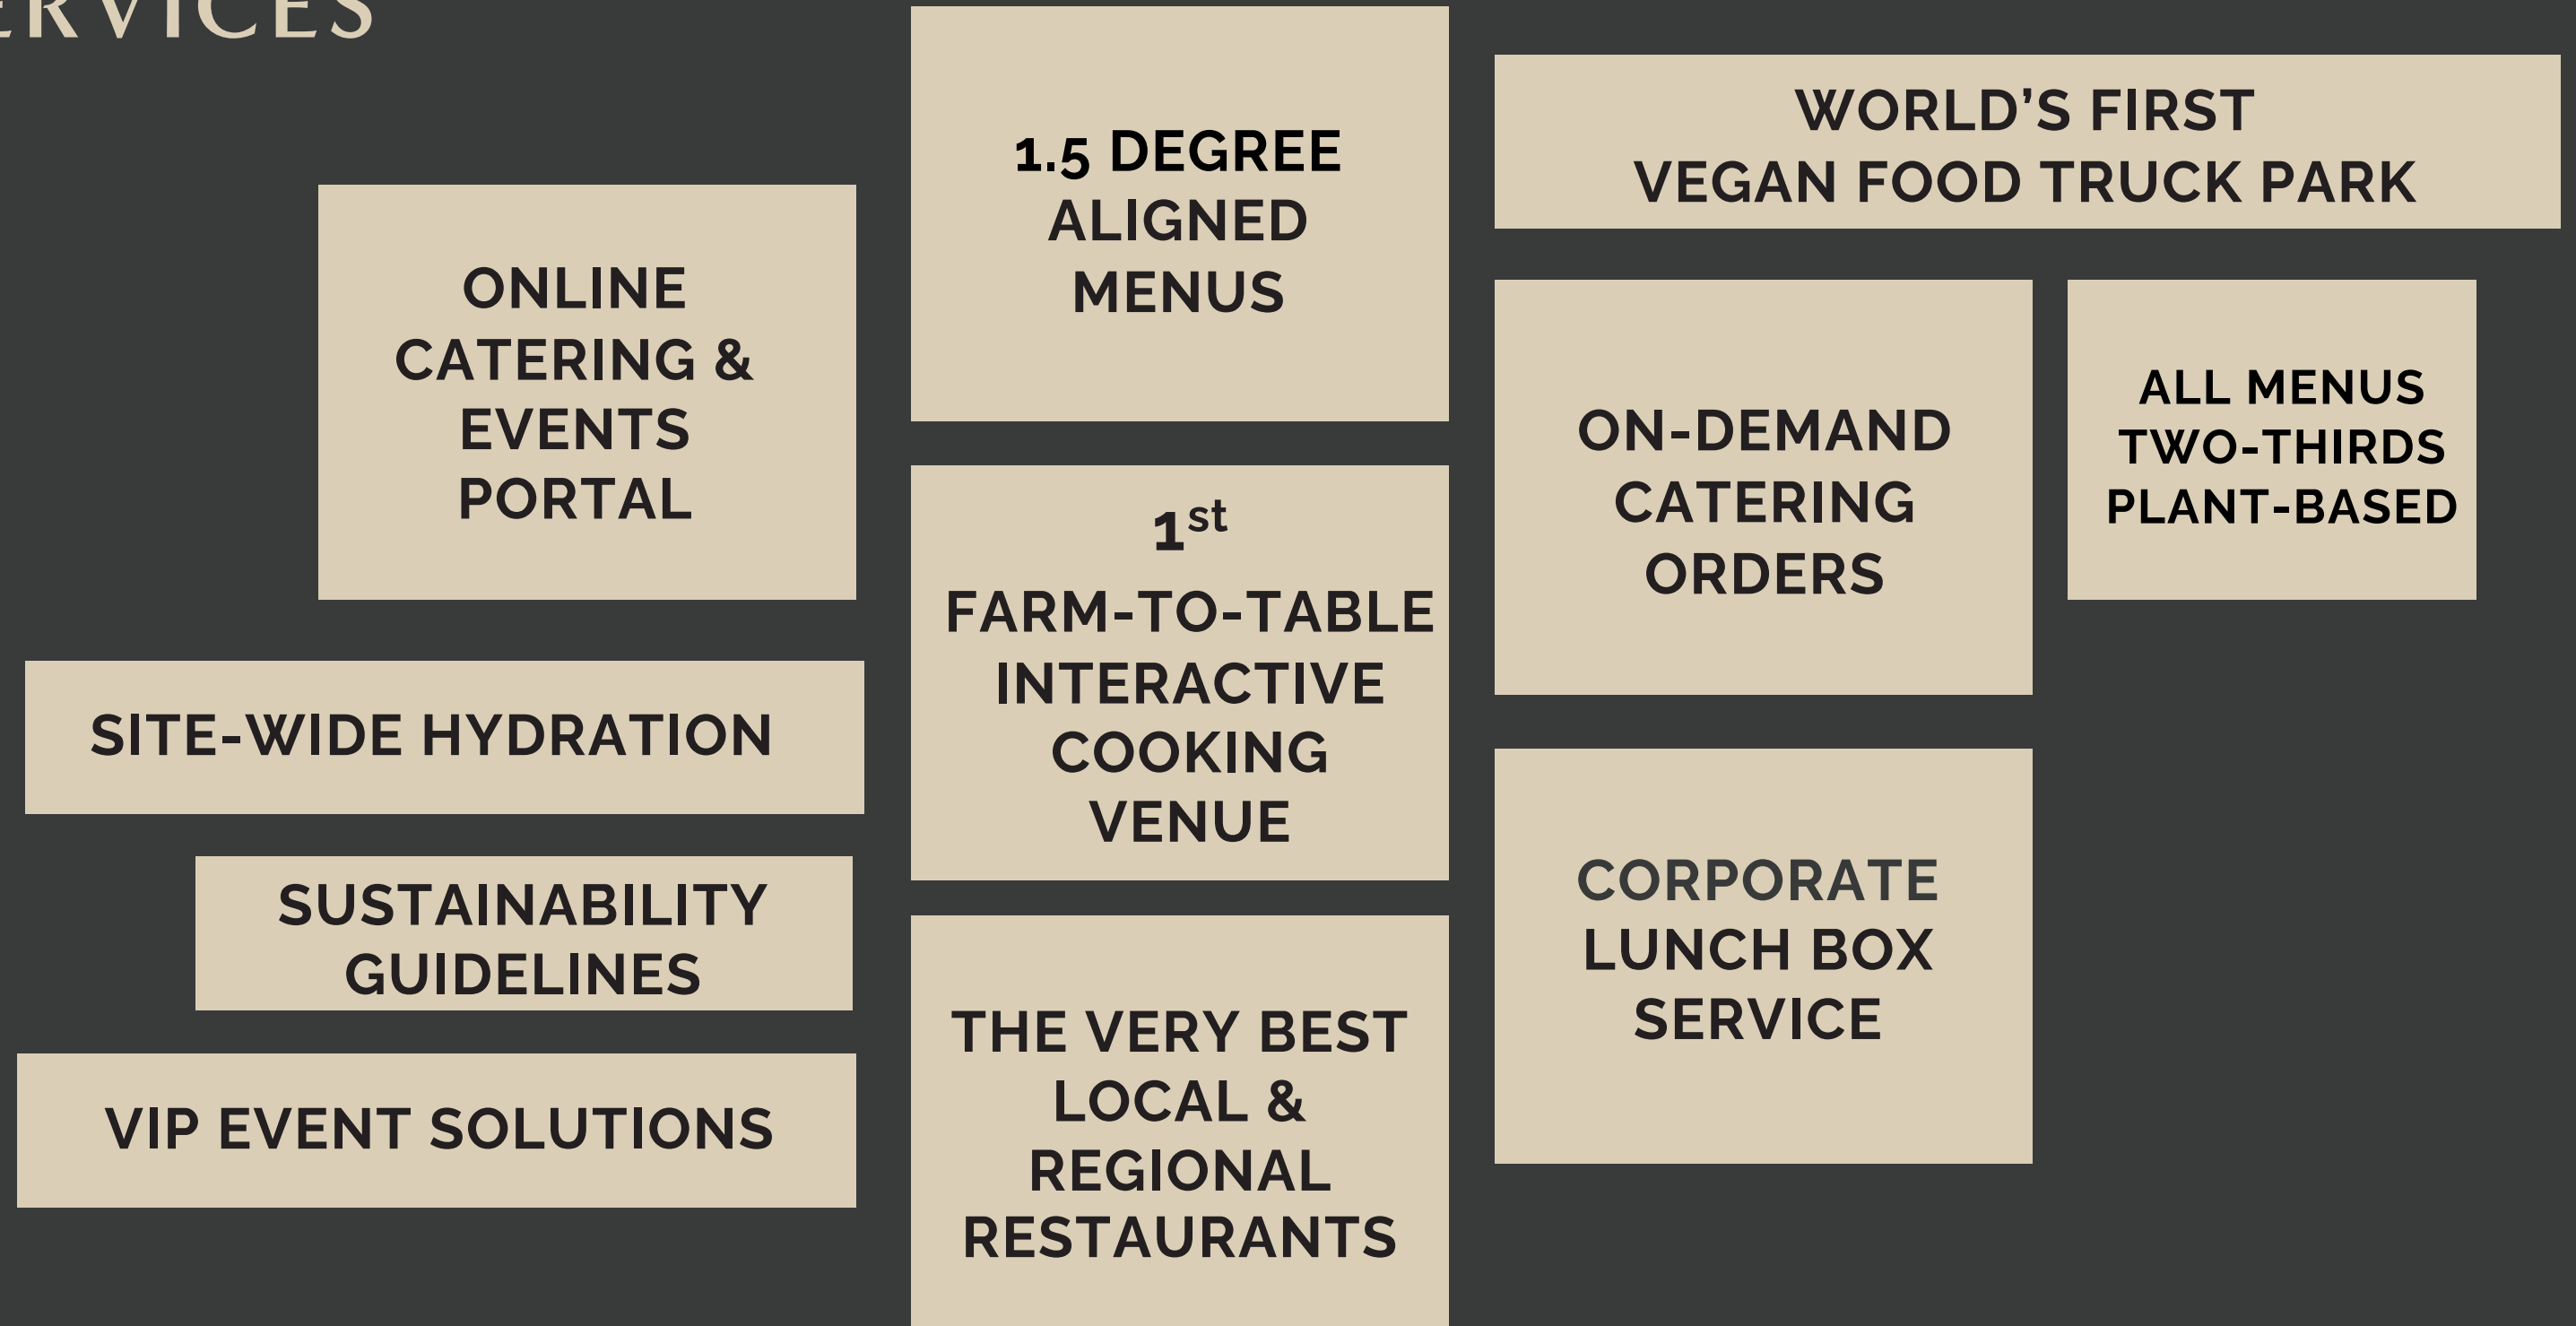 ONLINE
CATERING &
EVENTS
PORTAL
SITE-WIDE HYDRATION
SUSTAINABILITY
GUIDELINES
VIP EVENT SOLUTIONS
1.5 DEGREE
ALIGNED
MENUS
1st
FARM-TO-TABLE
INTERACTIVE
COOKING
VENUE
THE VERY BEST
LOCAL &
REGIONAL
RESTAURANTS
WORLD’S FIRST
VEGAN FOOD TRUCK PARK
ON-DEMAND
CATERING
ORDERS
ALL MENUS
TWO-THIRDS
PLANT-BASED
CORPORATE
LUNCH BOX
SERVICE